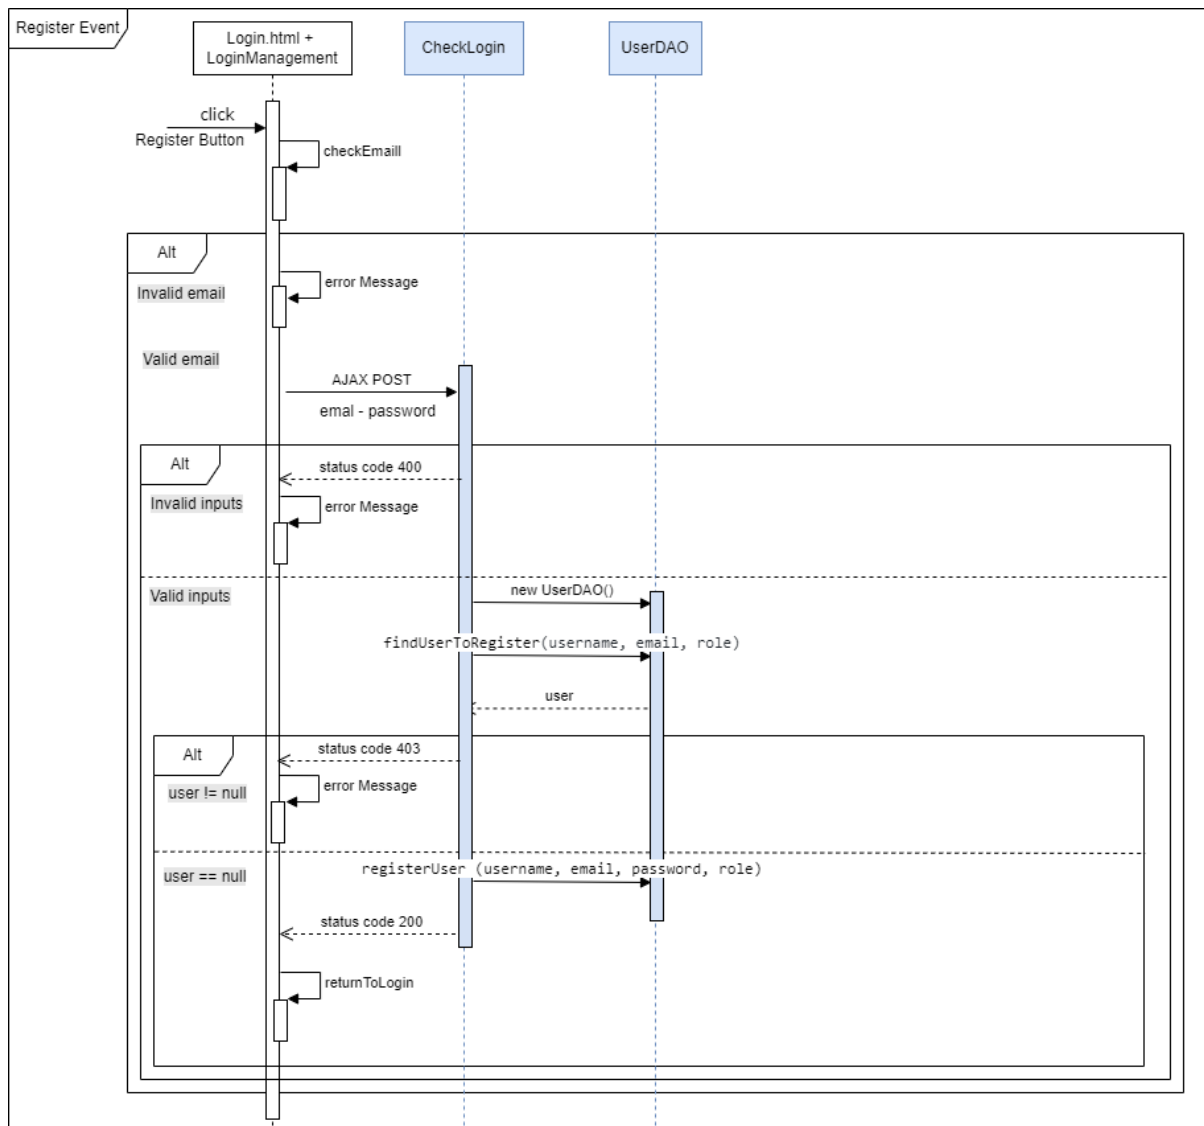 Register Event
Login.html +
LoginManagement
CheckLogin
UserDAO
click
Register Button
checkEmaill
Alt
error Message
Invalid email
Valid email
AJAX POST
emal - password
Alt
status code 400
Invalid inputs
error Message
Valid inputs
new UserDAO()
findUserToRegister(username, email, role)
user
Alt
status code 403
user != null
error Message
registerUser (username, email, password, role)
user == null
status code 200
returnToLogin